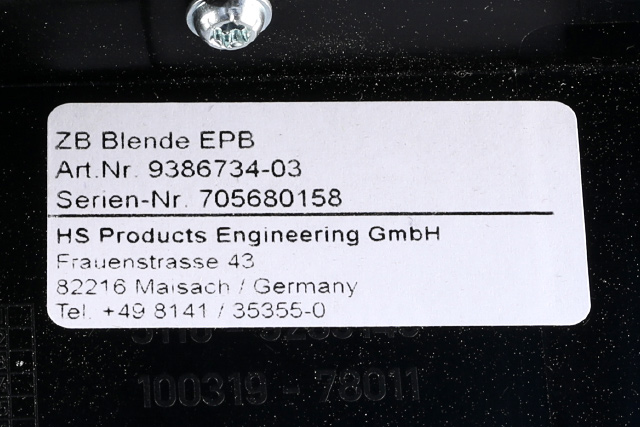 ZB Blende EPB
Art.Nr. 9386734-03
Serien-Nr. 705680158
HS Products Engineering GmbH
Frauenstrasse 43
82216 Maisach / Germany
Tel. +49 8141 / 35355-0
100319 - 78011